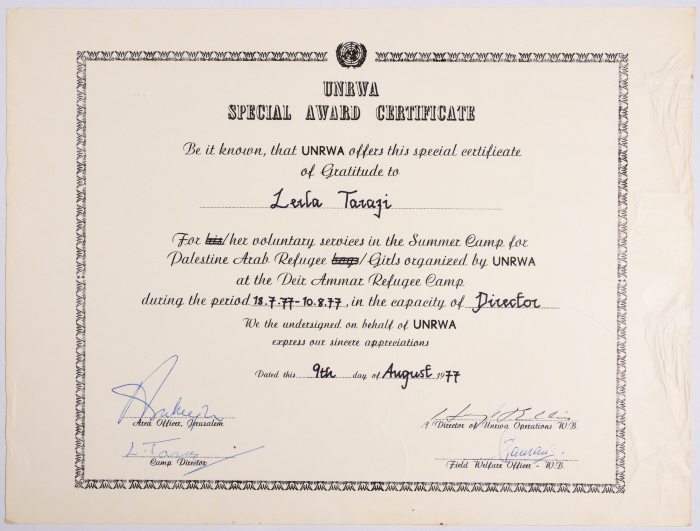 UNRWA
SPECIAL AWARD CERTIFICATE
Be it known, that UNRWA offers this special certificate
of Gratitude to
Leila Tarazi
For his/her voluntary services in the Summer Camp for
Palestine Arab Refugee boys/Girls organized by UNRWA
at the Deir Ammar Refugee Camp
during the period 18.7.77-10.8.77, in the capacity of Director
We the undersigned on behalf of UNRWA
express our sincere appreciations
Dated this 9th day of August 1977
Area Officer, Jerusalem
A Director of Unrwa Operations W.B.
L. Tarazi
Camp Director
Field Welfare Officer - W.B.